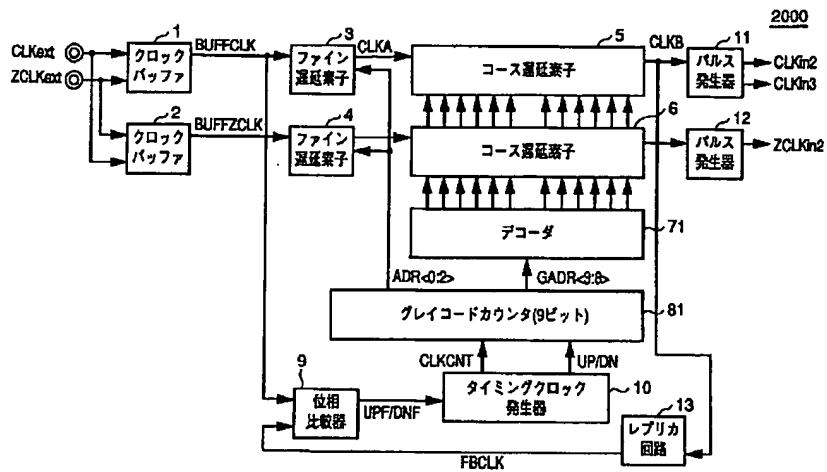 2000
1
3
5
11
CLKext
ZCLKext
クロック
バッファ
BUFFCLK
ファイン
遅延素子
CLKA
コース遅延素子
CLKB
パルス
発生器
CLKin2
CLKin3
2
4
6
12
クロック
バッファ
BUFFZCLK
ファイン
遅延素子
コース遅延素子
パルス
発生器
ZCLKin2
デコーダ
71
ADR<0:2>
GADR<3:8>
グレイコードカウンタ(9ビット)
81
CLKCNT
UP/DN
9
位相
比較器
UPF/DNF
タイミングクロック
発生器
10
13
レプリカ
回路
FBCLK